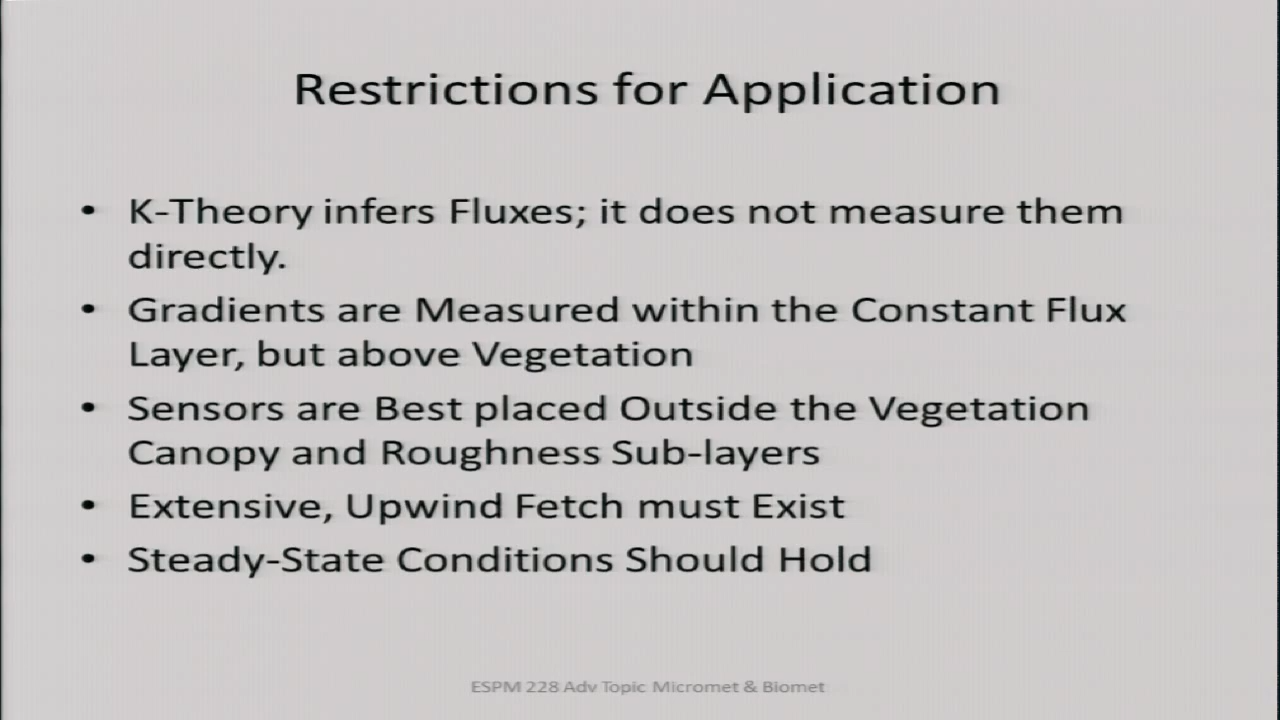 Restrictions for Application
• K-Theory infers Fluxes; it does not measure them
directly.
• Gradients are Measured within the Constant Flux
Layer, but above Vegetation
• Sensors are Best placed Outside the Vegetation
Canopy and Roughness Sub-layers
• Extensive, Upwind Fetch must Exist
• Steady-State Conditions Should Hold
ESPM 228 Adv Topic Micromet & Biomet